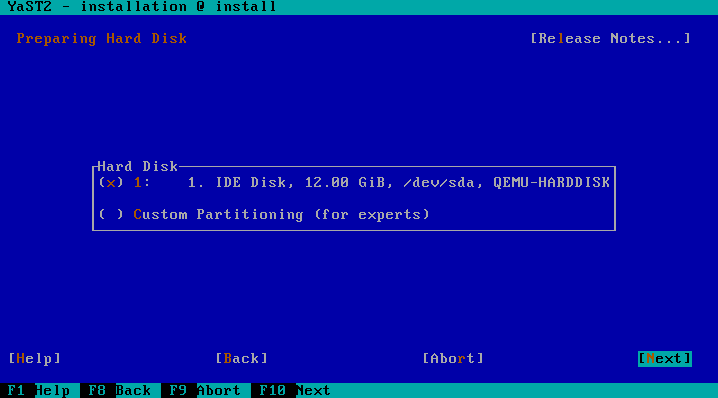 YaST2 - installation @ install
Preparing Hard Disk [Release Notes...]
Hard Disk
(x) 1: 1. IDE Disk, 12.00 GiB, /dev/sda, QEMU-HARDDISK
( ) Custom Partitioning (for experts)
[Help] [Back] [Abort] [Next]
F1 Help F8 Back F9 Abort F10 Next